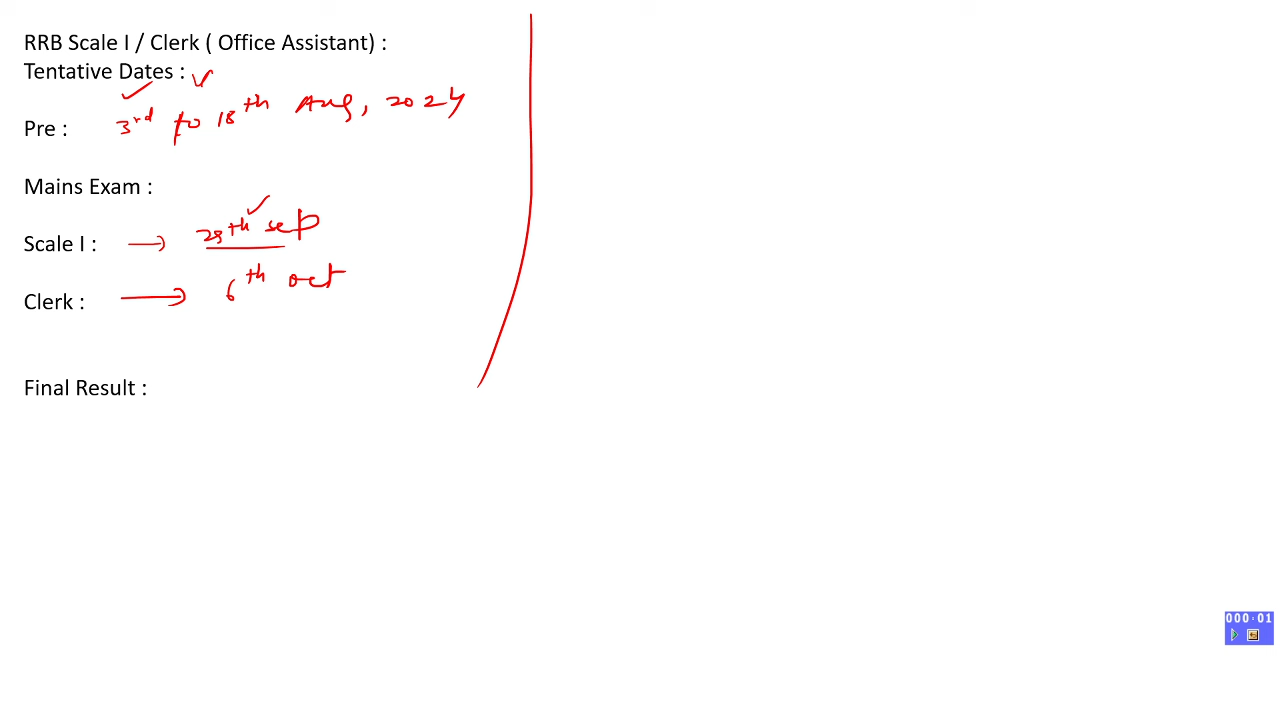 RRB Scale I / Clerk ( Office Assistant) :
Tentative Dates :
Pre : 3rd to 18th Aug, 2024
Mains Exam :
Scale I : → 29th sep
Clerk : → 6th oct
Final Result :
000:01